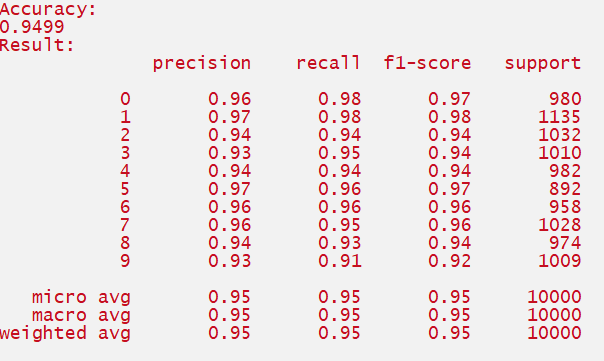 Accuracy:
0.9499
Result:
precision recall f1-score support
0 0.96 0.98 0.97 980
1 0.97 0.98 0.98 1135
2 0.94 0.94 0.94 1032
3 0.93 0.95 0.94 1010
4 0.94 0.94 0.94 982
5 0.97 0.96 0.97 892
6 0.96 0.96 0.96 958
7 0.96 0.95 0.96 1028
8 0.94 0.93 0.94 974
9 0.93 0.91 0.92 1009
micro avg 0.95 0.95 0.95 10000
macro avg 0.95 0.95 0.95 10000
weighted avg 0.95 0.95 0.95 10000